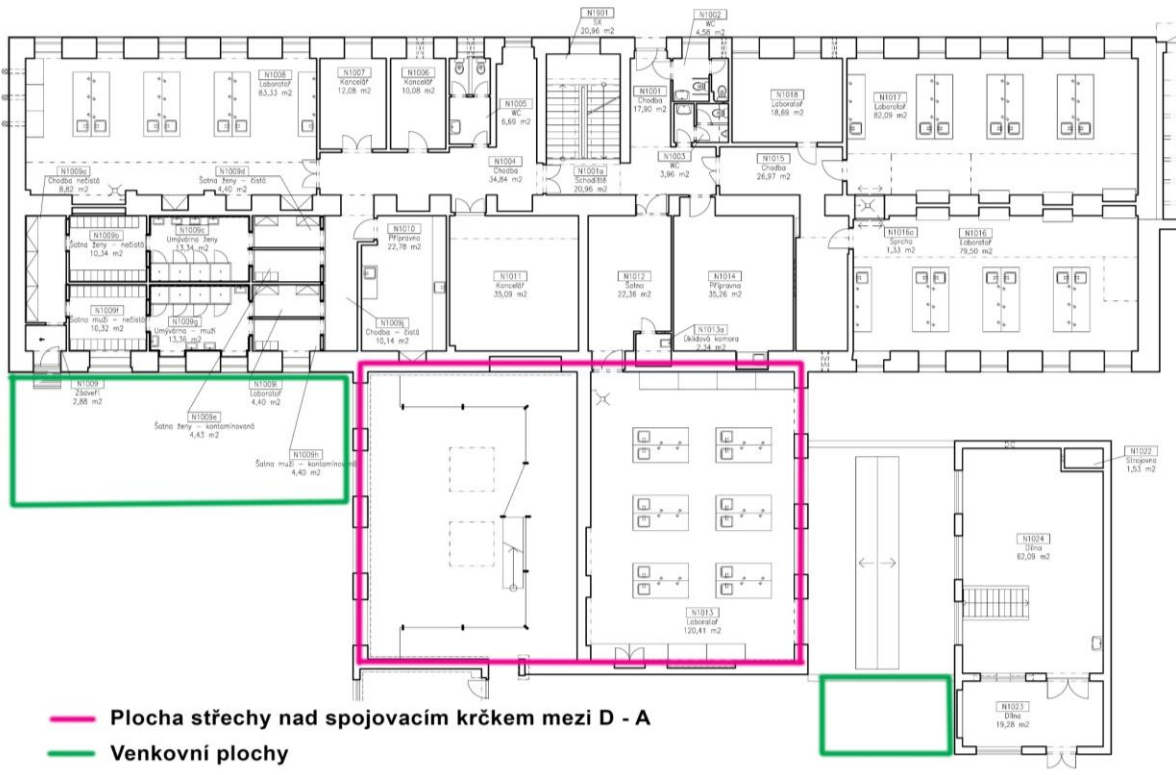 N1901
SX
20,96 m2
N1002
WC
4,58 m2
N1008
Laboratoř
83,33 m2
N1007
Kancelář
12,08 m2
N1006
Kancelář
10,08 m2
N1005
WC
6,69 m2
N1001
Chodba
17,90 m2
N1018
Laboratoř
18,69 m2
N1017
Laboratoř
82,09 m2
N1004
Chodba
34,84 m2
N1001a
Schodiště
20,96 m2
N1003
WC
3,96 m2
N1015
Chodba
26,97 m2
N1009a
Chodba nečistá
8,82 m2
N1009d
Šatna ženy – čistá
4,40 m2
N1009b
Šatna ženy – nečistá
10,34 m2
N1009c
Umývárna ženy
13,34 m2
N1010
Přípravna
22,78 m2
N1011
Kancelář
35,09 m2
N1012
Šatna
22,36 m2
N1014
Přípravna
35,26 m2
N1016a
Sprcha
1,33 m2
N1016
Laboratoř
79,50 m2
N1009f
Šatna muži – nečistá
10,32 m2
N1009g
Umývárna – muži
13,36 m2
N1009j
Chodba – čistá
10,14 m2
N1013a
Úklidová komora
2,34 m2
N1009
Zádveří
2,88 m2
N1009i
Laboratoř
4,40 m2
N1009e
Šatna ženy – kontaminovaná
4,43 m2
N1009h
Šatna muži – kontaminovaná
4,40 m2
N1022
Strojovna
1,53 m2
N1024
Dílna
62,09 m2
N1013
Laboratoř
120,41 m2
N1023
Dílna
19,28 m2
Plocha střechy nad spojovacím krčkem mezi D - A
Venkovní plochy